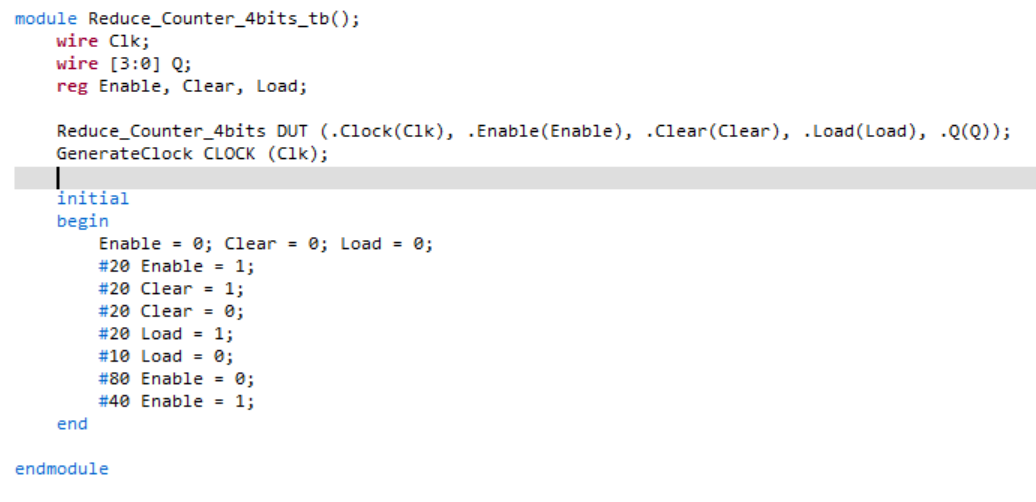 module Reduce_Counter_4bits_tb();
    wire Clk;
    wire [3:0] Q;
    reg Enable, Clear, Load;

    Reduce_Counter_4bits DUT (.Clock(Clk), .Enable(Enable), .Clear(Clear), .Load(Load), .Q(Q));
    GenerateClock CLOCK (Clk);

    initial
    begin
        Enable = 0; Clear = 0; Load = 0;
        #20 Enable = 1;
        #20 Clear = 1;
        #20 Clear = 0;
        #20 Load = 1;
        #10 Load = 0;
        #80 Enable = 0;
        #40 Enable = 1;
    end

endmodule